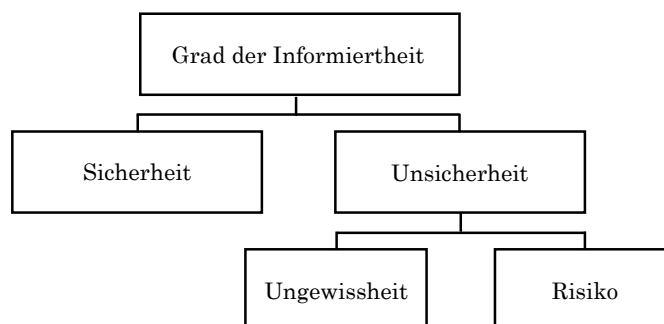 Grad der Informiertheit
Sicherheit
Unsicherheit
Ungewissheit
Risiko